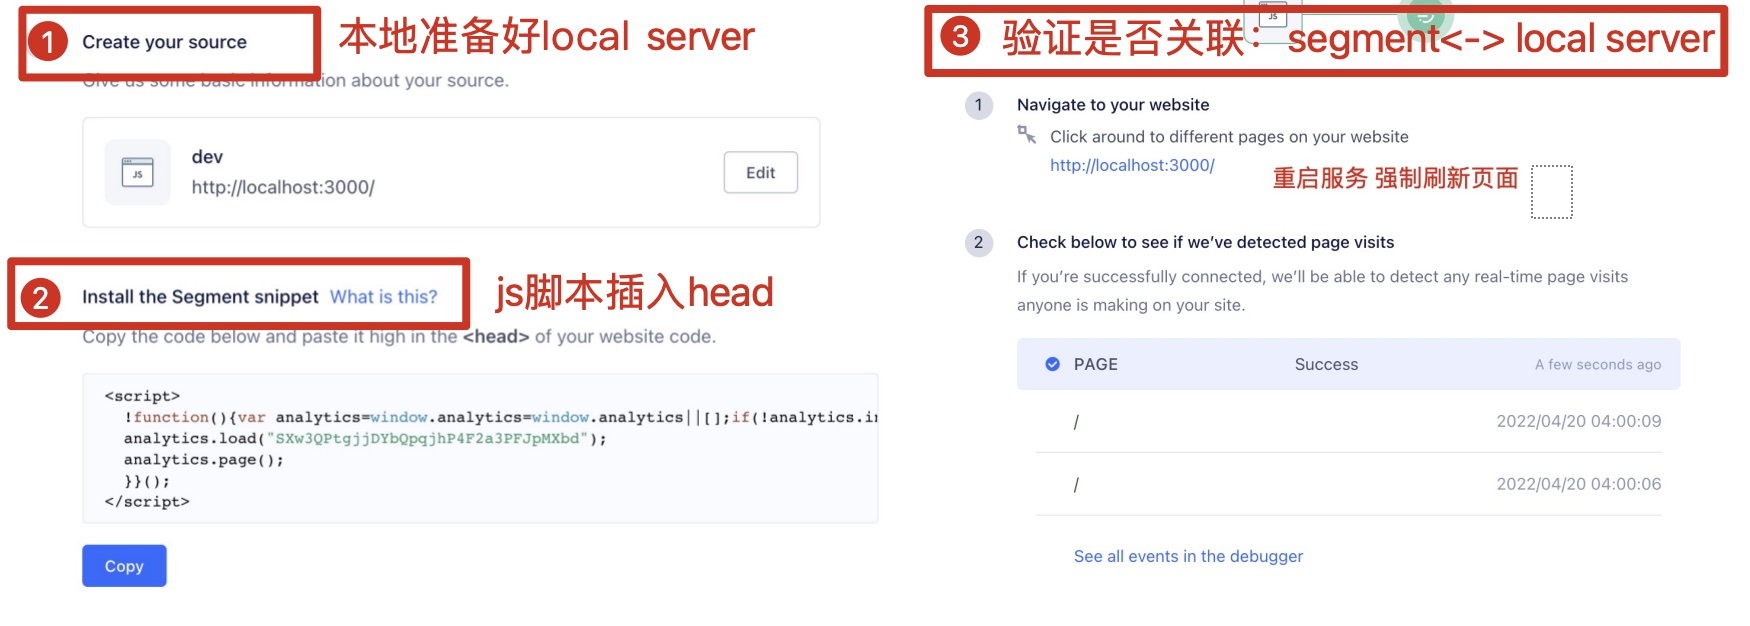 1 Create your source 本地准备好local server
Give us some basic information about your source.
JS dev
http://localhost:3000/
Edit
2 Install the Segment snippet What is this? js脚本插入head
Copy the code below and paste it high in the <head> of your website code.
<script>
!function(){var analytics=window.analytics=window.analytics||[];if(!analytics.in
analytics.load("SXw3QPtgjjDYbQpqjhP4F2a3PFJpMXbd");
analytics.page();
}}();
</script>
Copy
JS
3 验证是否关联：segment<-> local server
1 Navigate to your website
Click around to different pages on your website
http://localhost:3000/
重启服务 强制刷新页面
2 Check below to see if we've detected page visits
If you're successfully connected, we'll be able to detect any real-time page visits
anyone is making on your site.
PAGE Success A few seconds ago
/ 2022/04/20 04:00:09
/ 2022/04/20 04:00:06
See all events in the debugger